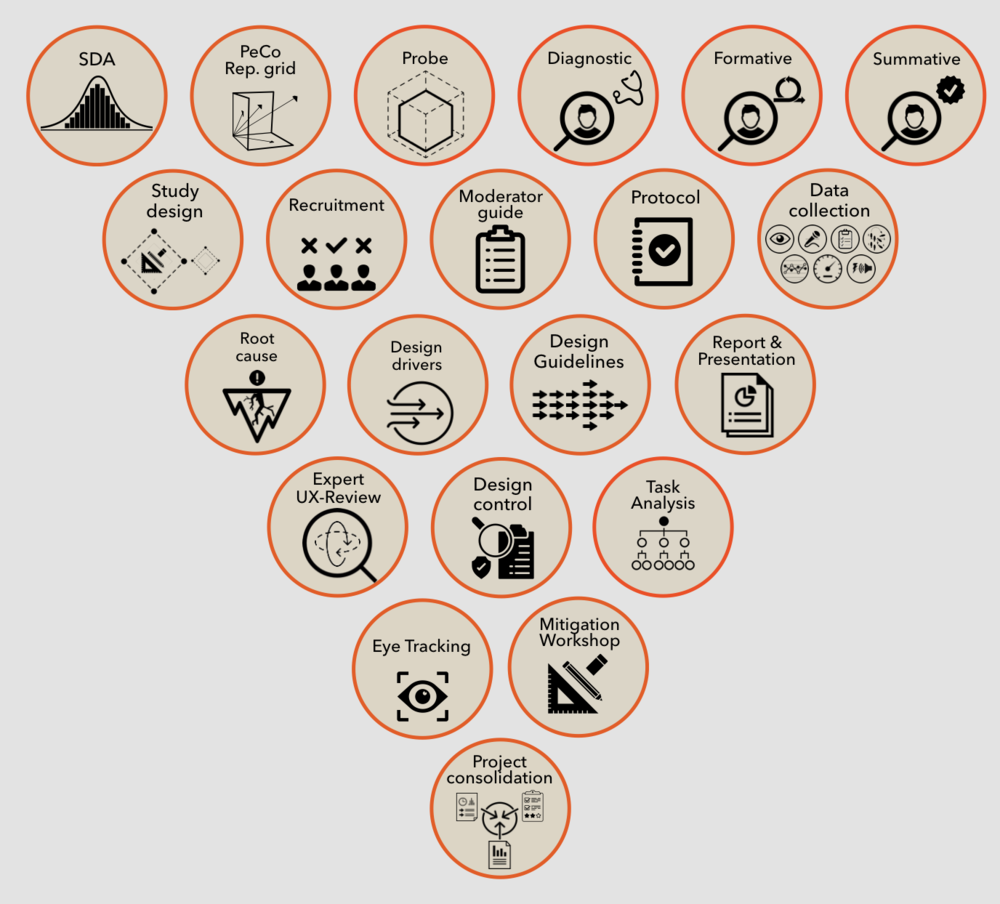 SDA
PeCo
Rep. grid
Probe
Diagnostic
Formative
Summative
Study
design
Recruitment
Moderator
guide
Protocol
Data
collection
Root
cause
Design
drivers
Design
Guidelines
Report &
Presentation
Expert
UX-Review
Design
control
Task
Analysis
Eye Tracking
Mitigation
Workshop
Project
consolidation